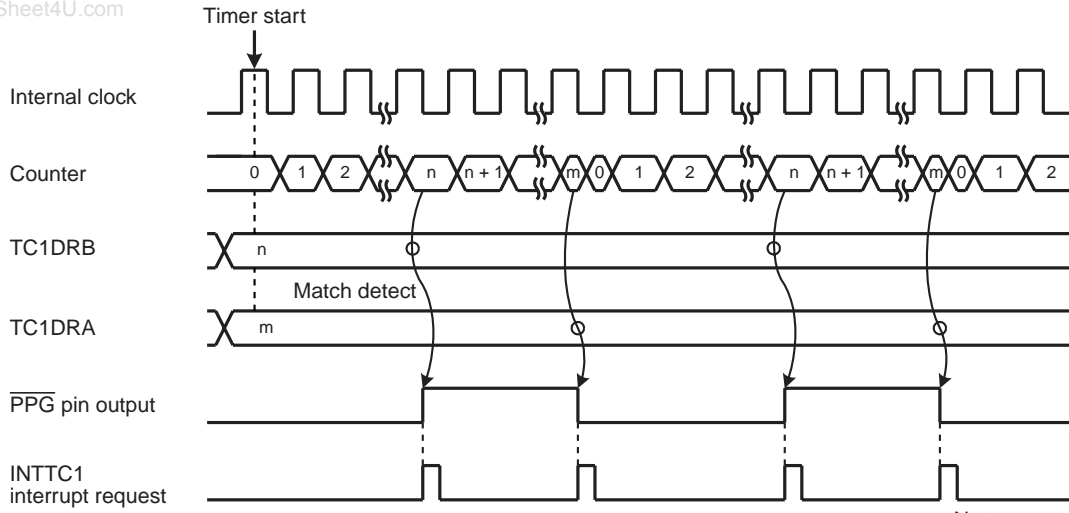 Sheet4U.com
Timer start
Internal clock
Counter
0 1 2 n n + 1 m 0 1 2 n n + 1 m 0 1 2
TC1DRB
n
Match detect
TC1DRA
m
PPG pin output
INTTC1
interrupt request